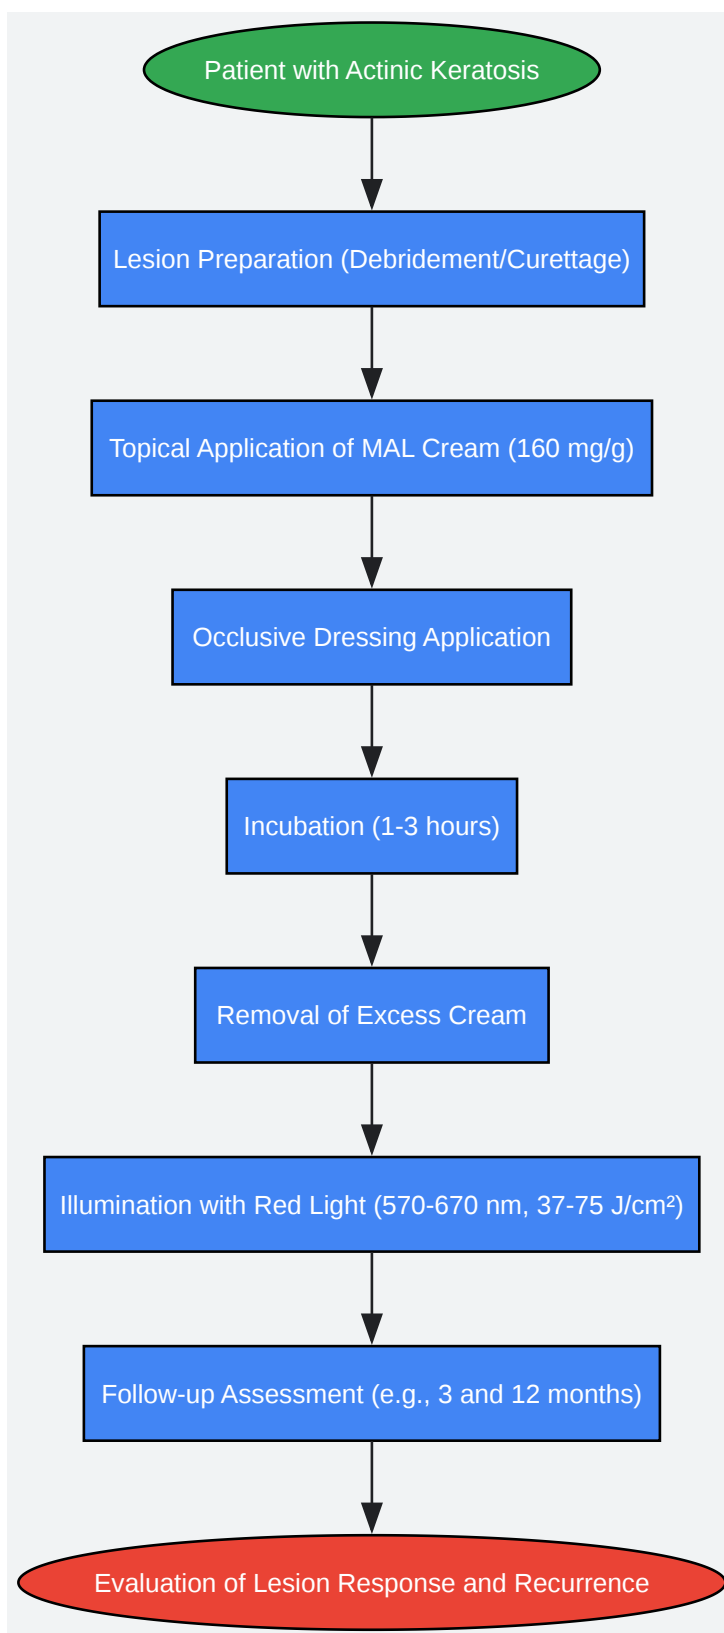 Patient with Actinic Keratosis
Lesion Preparation (Debridement/Curettage)
Topical Application of MAL Cream (160 mg/g)
Occlusive Dressing Application
Incubation (1-3 hours)
Removal of Excess Cream
Illumination with Red Light (570-670 nm, 37-75 J/cm²)
Follow-up Assessment (e.g., 3 and 12 months)
Evaluation of Lesion Response and Recurrence